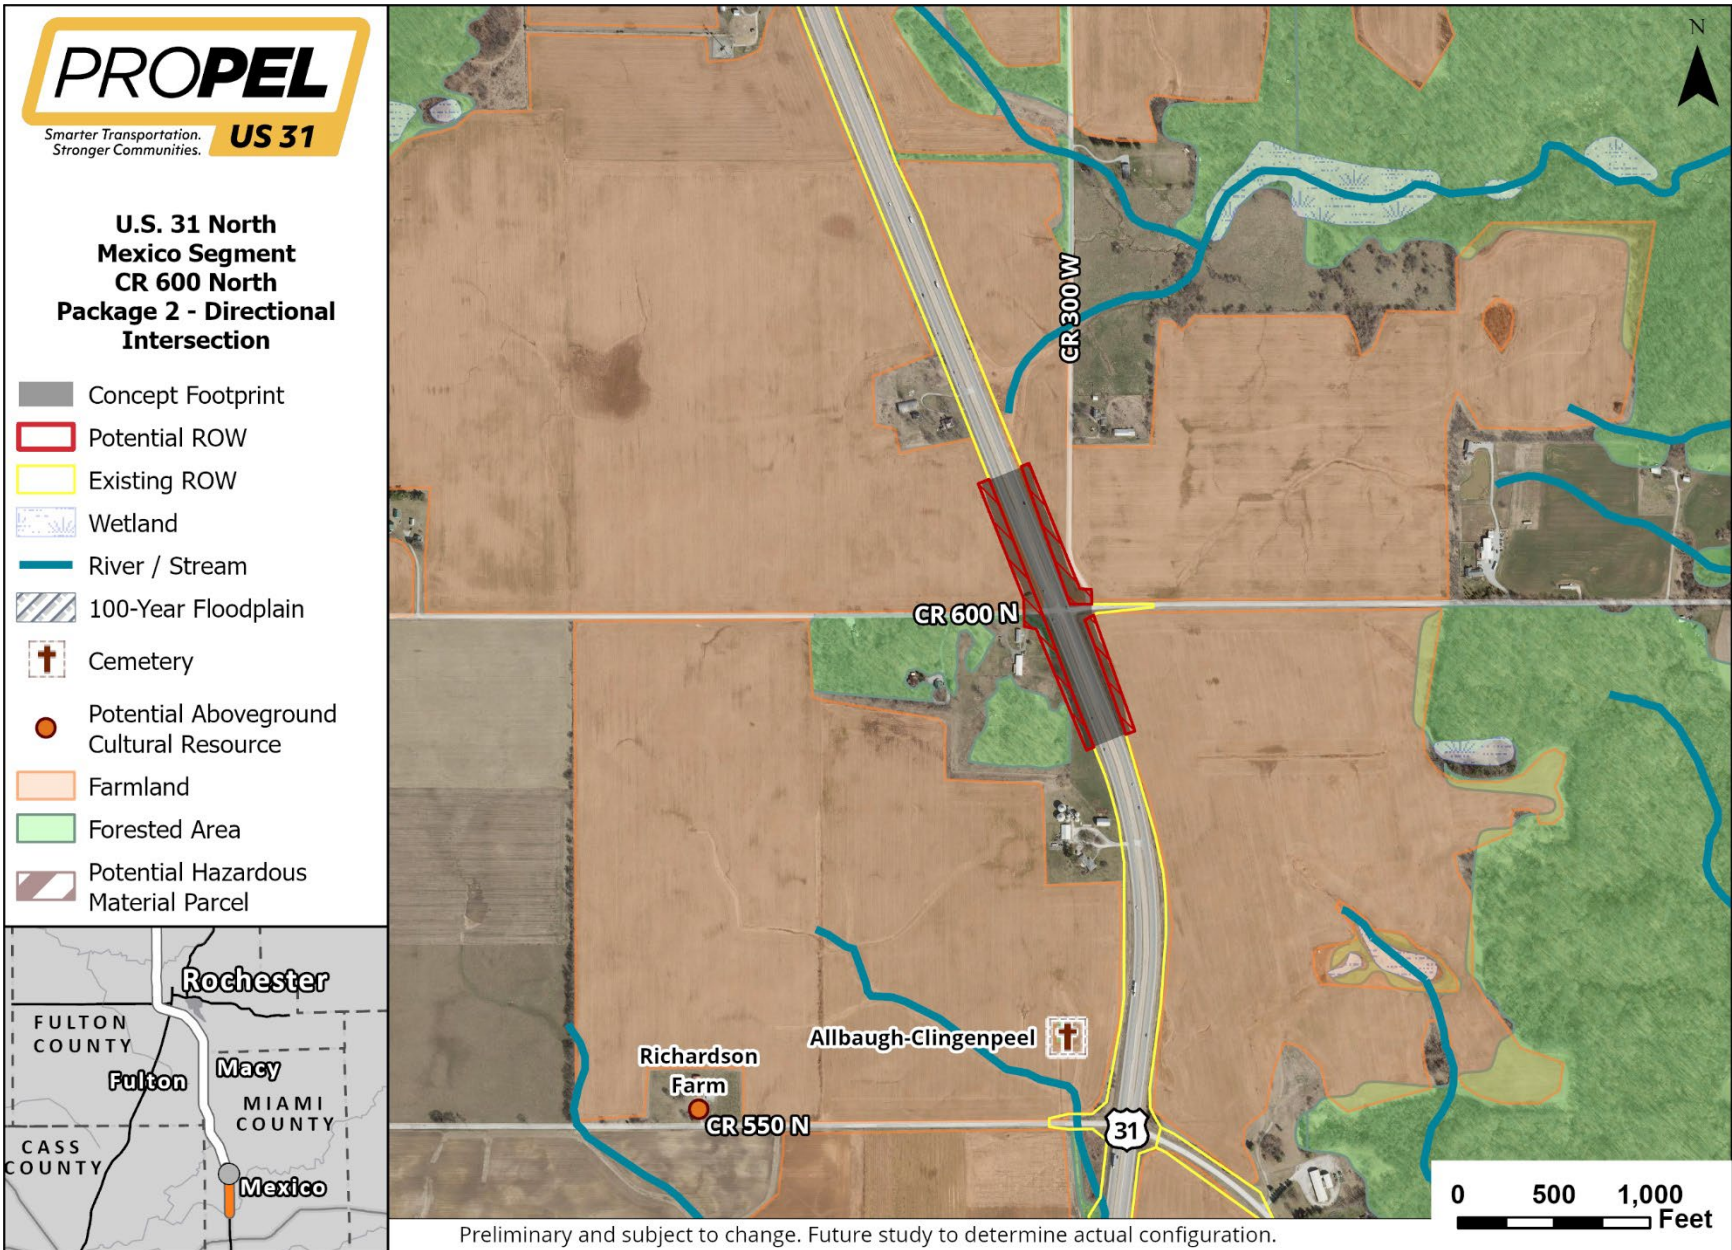 PROPEL
Smarter Transportation.
Stronger Communities.
US 31
U.S. 31 North
Mexico Segment
CR 600 North
Package 2 - Directional
Intersection
Concept Footprint
Potential ROW
Existing ROW
Wetland
River / Stream
100-Year Floodplain
Cemetery
Potential Aboveground
Cultural Resource
Farmland
Forested Area
Potential Hazardous
Material Parcel
Rochester
FULTON
COUNTY
Fulton
Macy
MIAMI
COUNTY
CASS
COUNTY
Mexico
N
CR 300 W
CR 600 N
Allbaugh-Clingenpeel
Richardson
Farm
CR 550 N
31
0 500 1,000
Feet
Preliminary and subject to change. Future study to determine actual configuration.